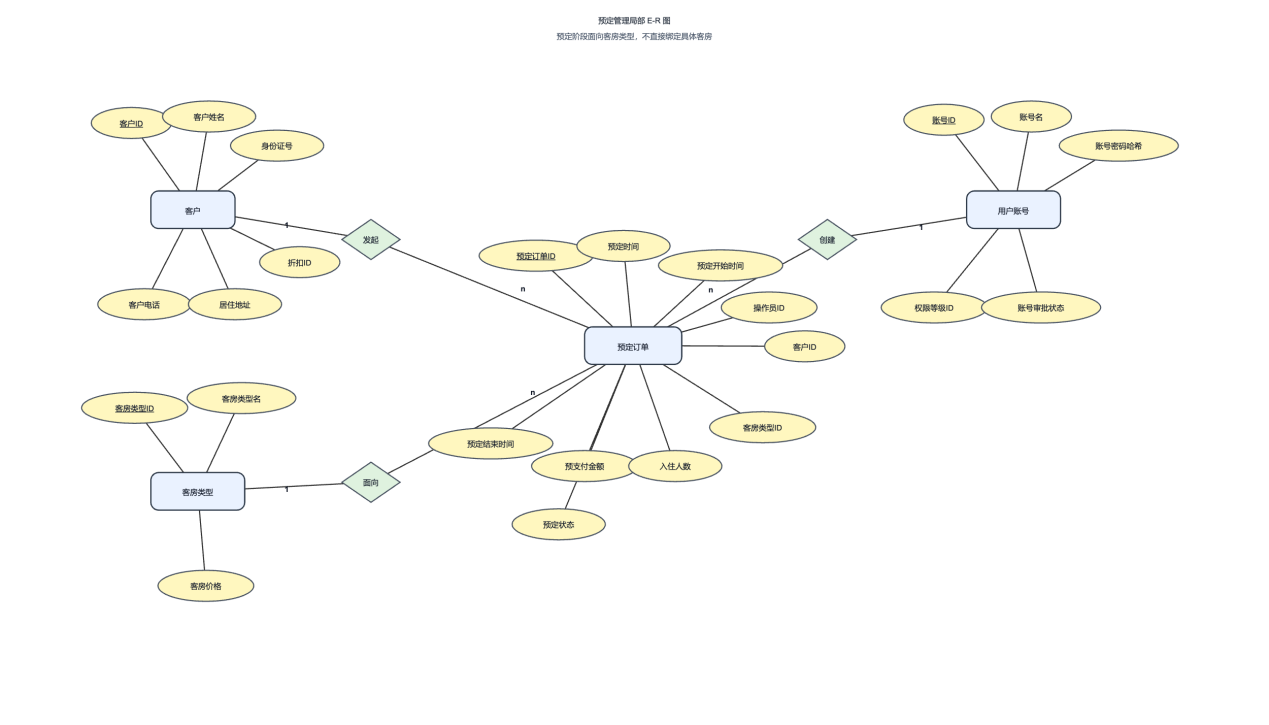 预定管理局部 E-R 图
预定阶段面向客房类型，不直接绑定具体客房
客户ID
客户姓名
身份证号
客户
1
发起
折扣ID
客户电话
居住地址
n
账号ID
账号名
账号密码哈希
用户账号
1
创建
权限等级ID
账号审批状态
预定订单ID
预定时间
预定开始时间
n
操作员ID
预定订单
客户ID
客房类型ID
n
预定结束时间
预支付金额
入住人数
预定状态
客房类型ID
客房类型名
客房类型
1
面向
客房价格